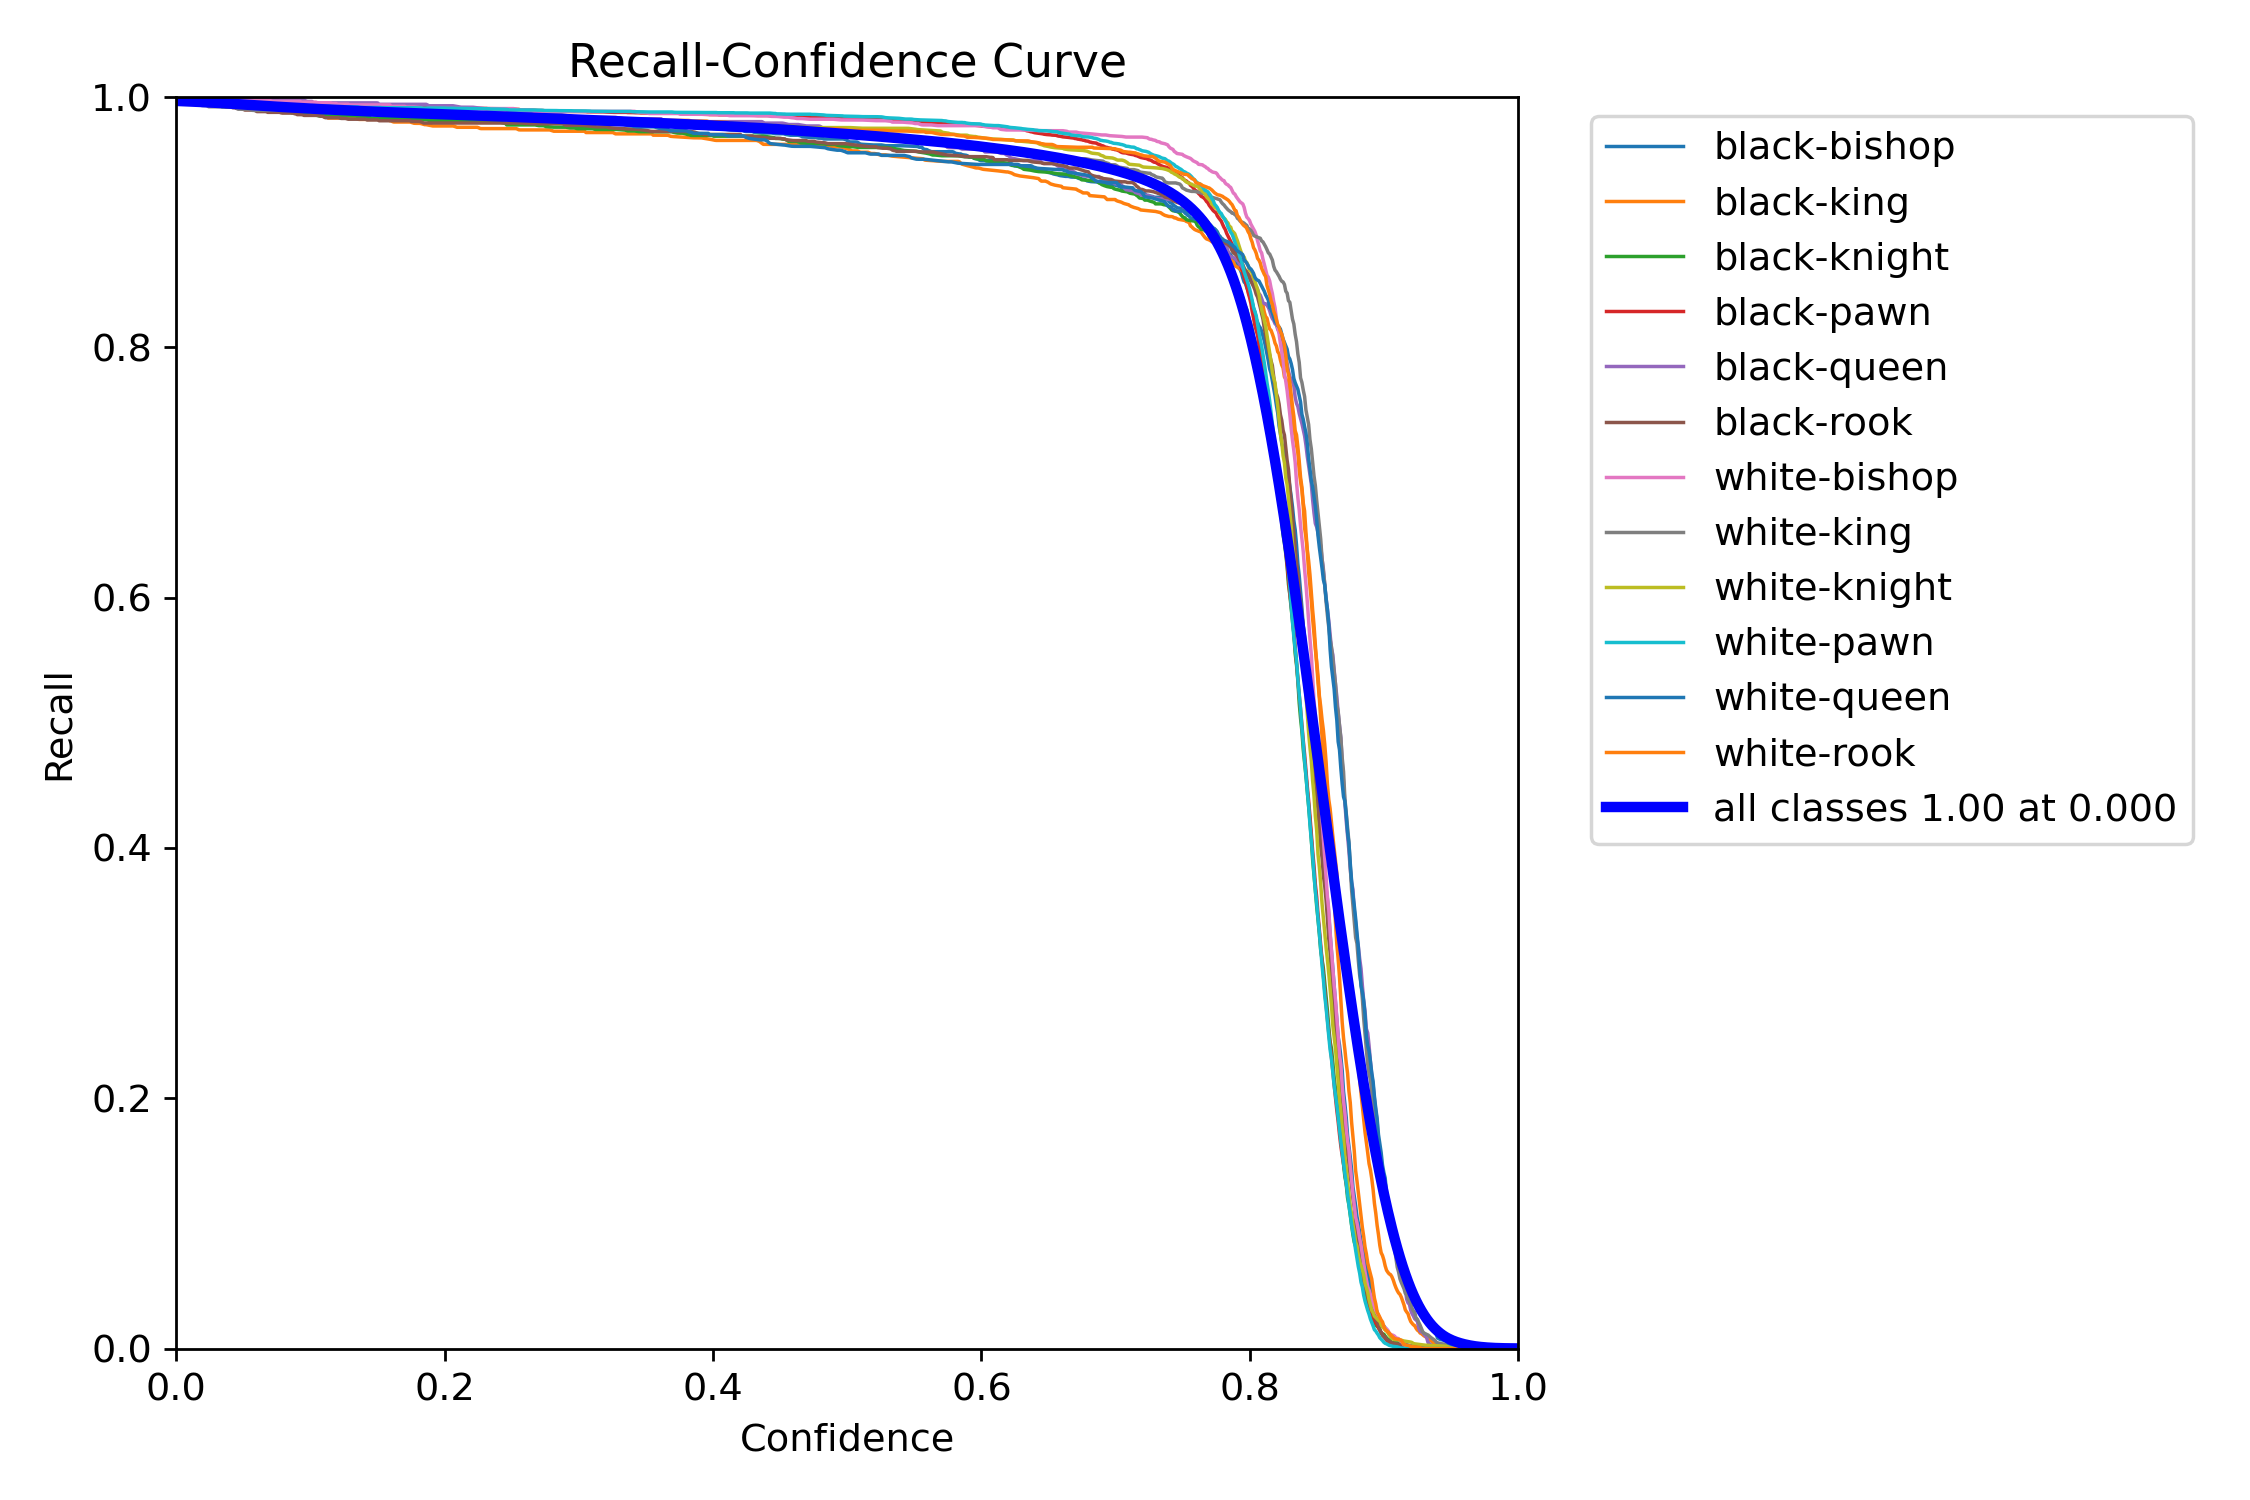 Recall-Confidence Curve
1.0
0.8
0.6
0.4
0.2
0.0
Recall
0.0 0.2 0.4 0.6 0.8 1.0
Confidence
black-bishop
black-king
black-knight
black-pawn
black-queen
black-rook
white-bishop
white-king
white-knight
white-pawn
white-queen
white-rook
all classes 1.00 at 0.000